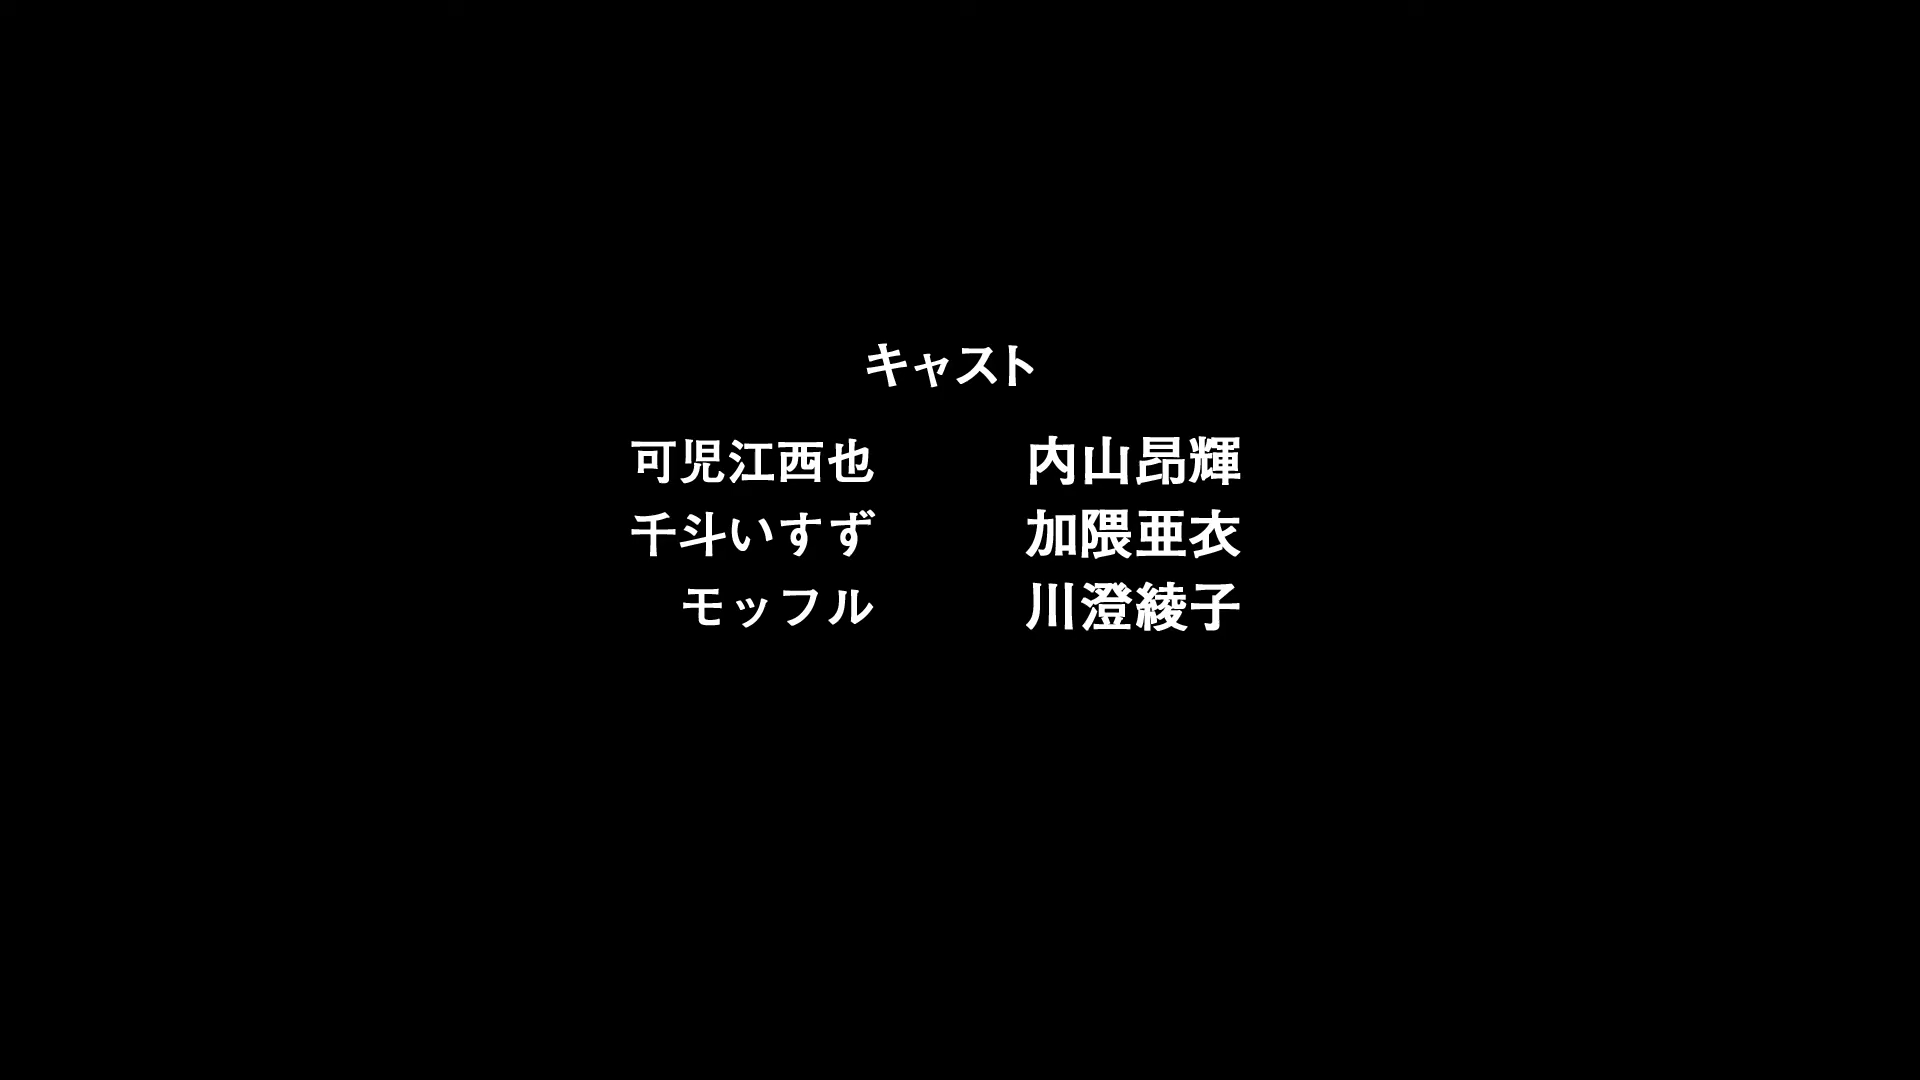 キャスト
可児江西也　内山昂輝
千斗いすず　加隈亜衣
モッフル　川澄綾子